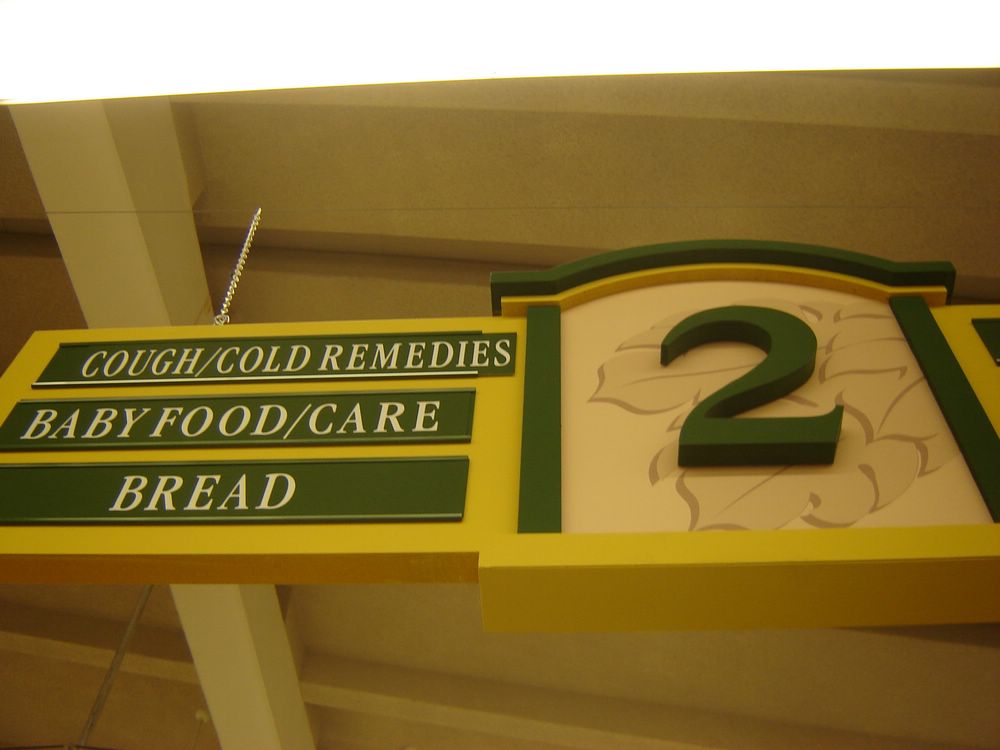 COUGH/COLD REMEDIES
BABY FOOD/CARE
BREAD
2